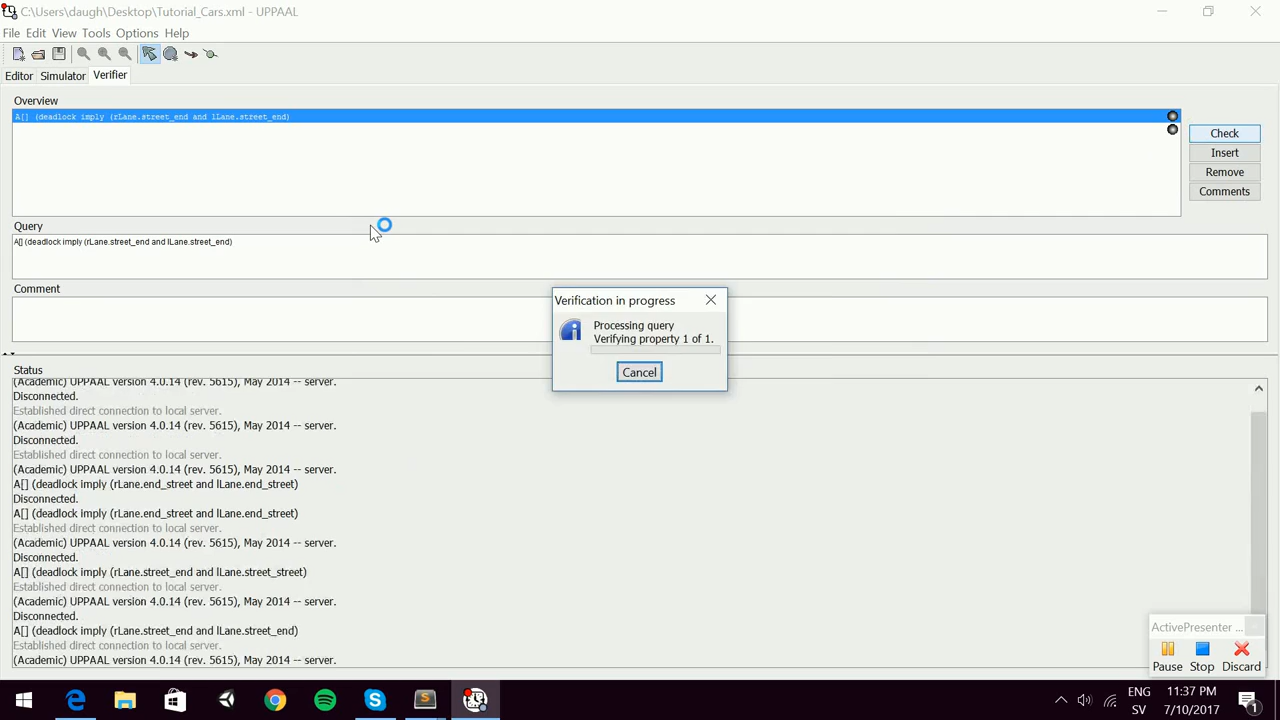 C:\Users\daugh\Desktop\Tutorial_Cars.xml - UPPAAL
File Edit View Tools Options Help
Editor Simulator Verifier
Overview
A[] (deadlock imply (rLane.street_end and lLane.street_end)
Check
Insert
Remove
Comments
Query
A[] (deadlock imply (rLane.street_end and lLane.street_end)
Comment
Verification in progress
Processing query
Verifying property 1 of 1.
Cancel
Status
(Academic) UPPAAL version 4.0.14 (rev. 5615), May 2014 -- server.
Disconnected.
Established direct connection to local server.
(Academic) UPPAAL version 4.0.14 (rev. 5615), May 2014 -- server.
Disconnected.
Established direct connection to local server.
(Academic) UPPAAL version 4.0.14 (rev. 5615), May 2014 -- server.
A[] (deadlock imply (rLane.end_street and lLane.end_street)
Disconnected.
A[] (deadlock imply (rLane.end_street and lLane.end_street)
Established direct connection to local server.
(Academic) UPPAAL version 4.0.14 (rev. 5615), May 2014 -- server.
Disconnected.
A[] (deadlock imply (rLane.street_end and lLane.street_street)
Established direct connection to local server.
(Academic) UPPAAL version 4.0.14 (rev. 5615), May 2014 -- server.
Disconnected.
A[] (deadlock imply (rLane.street_end and lLane.street_end)
Established direct connection to local server.
(Academic) UPPAAL version 4.0.14 (rev. 5615), May 2014 -- server.
ActivePresenter ...
Pause Stop Discard
ENG
SV
11:37 PM
7/10/2017
1